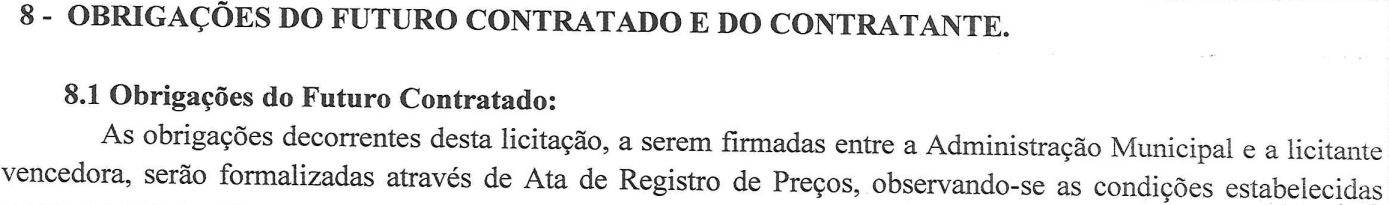 8 - OBRIGAÇÕES DO FUTURO CONTRATADO E DO CONTRATANTE.
8.1 Obrigações do Futuro Contratado:
As obrigações decorrentes desta licitação, a serem firmadas entre a Administração Municipal e a licitante
vencedora, serão formalizadas através de Ata de Registro de Preços, observando-se as condições estabelecidas